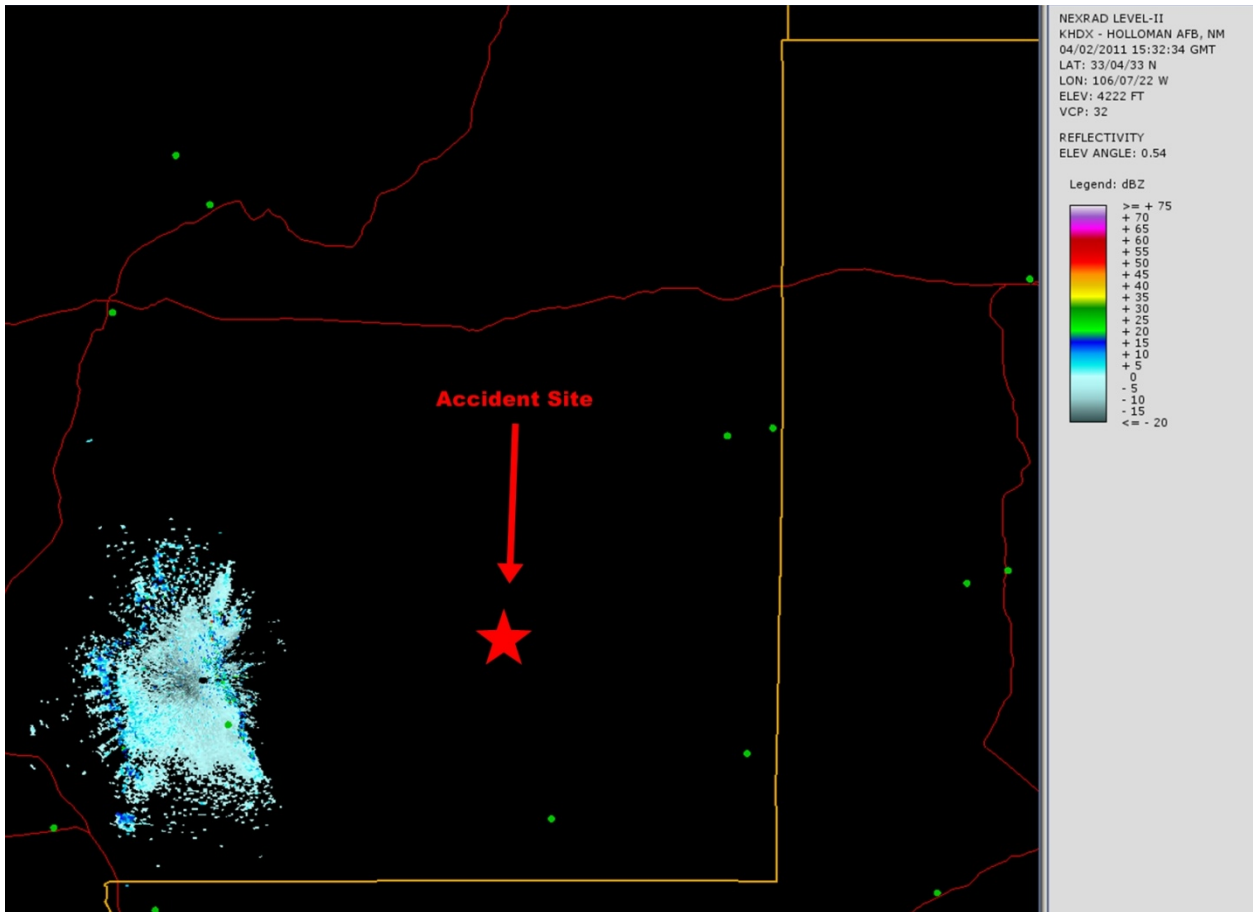 NEXRAD LEVEL-II
KHDX - HOLLOMAN AFB, NM
04/02/2011 15:32:34 GMT
LAT: 33/04/33 N
LON: 106/07/22 W
ELEV: 4222 FT
VCP: 32
REFLECTIVITY
ELEV ANGLE: 0.54
Legend: dBZ
>= + 75
+ 70
+ 65
+ 60
+ 55
+ 50
+ 45
+ 40
+ 35
+ 30
+ 25
+ 20
+ 15
+ 10
+ 5
0
- 5
- 10
- 15
<= - 20
Accident Site